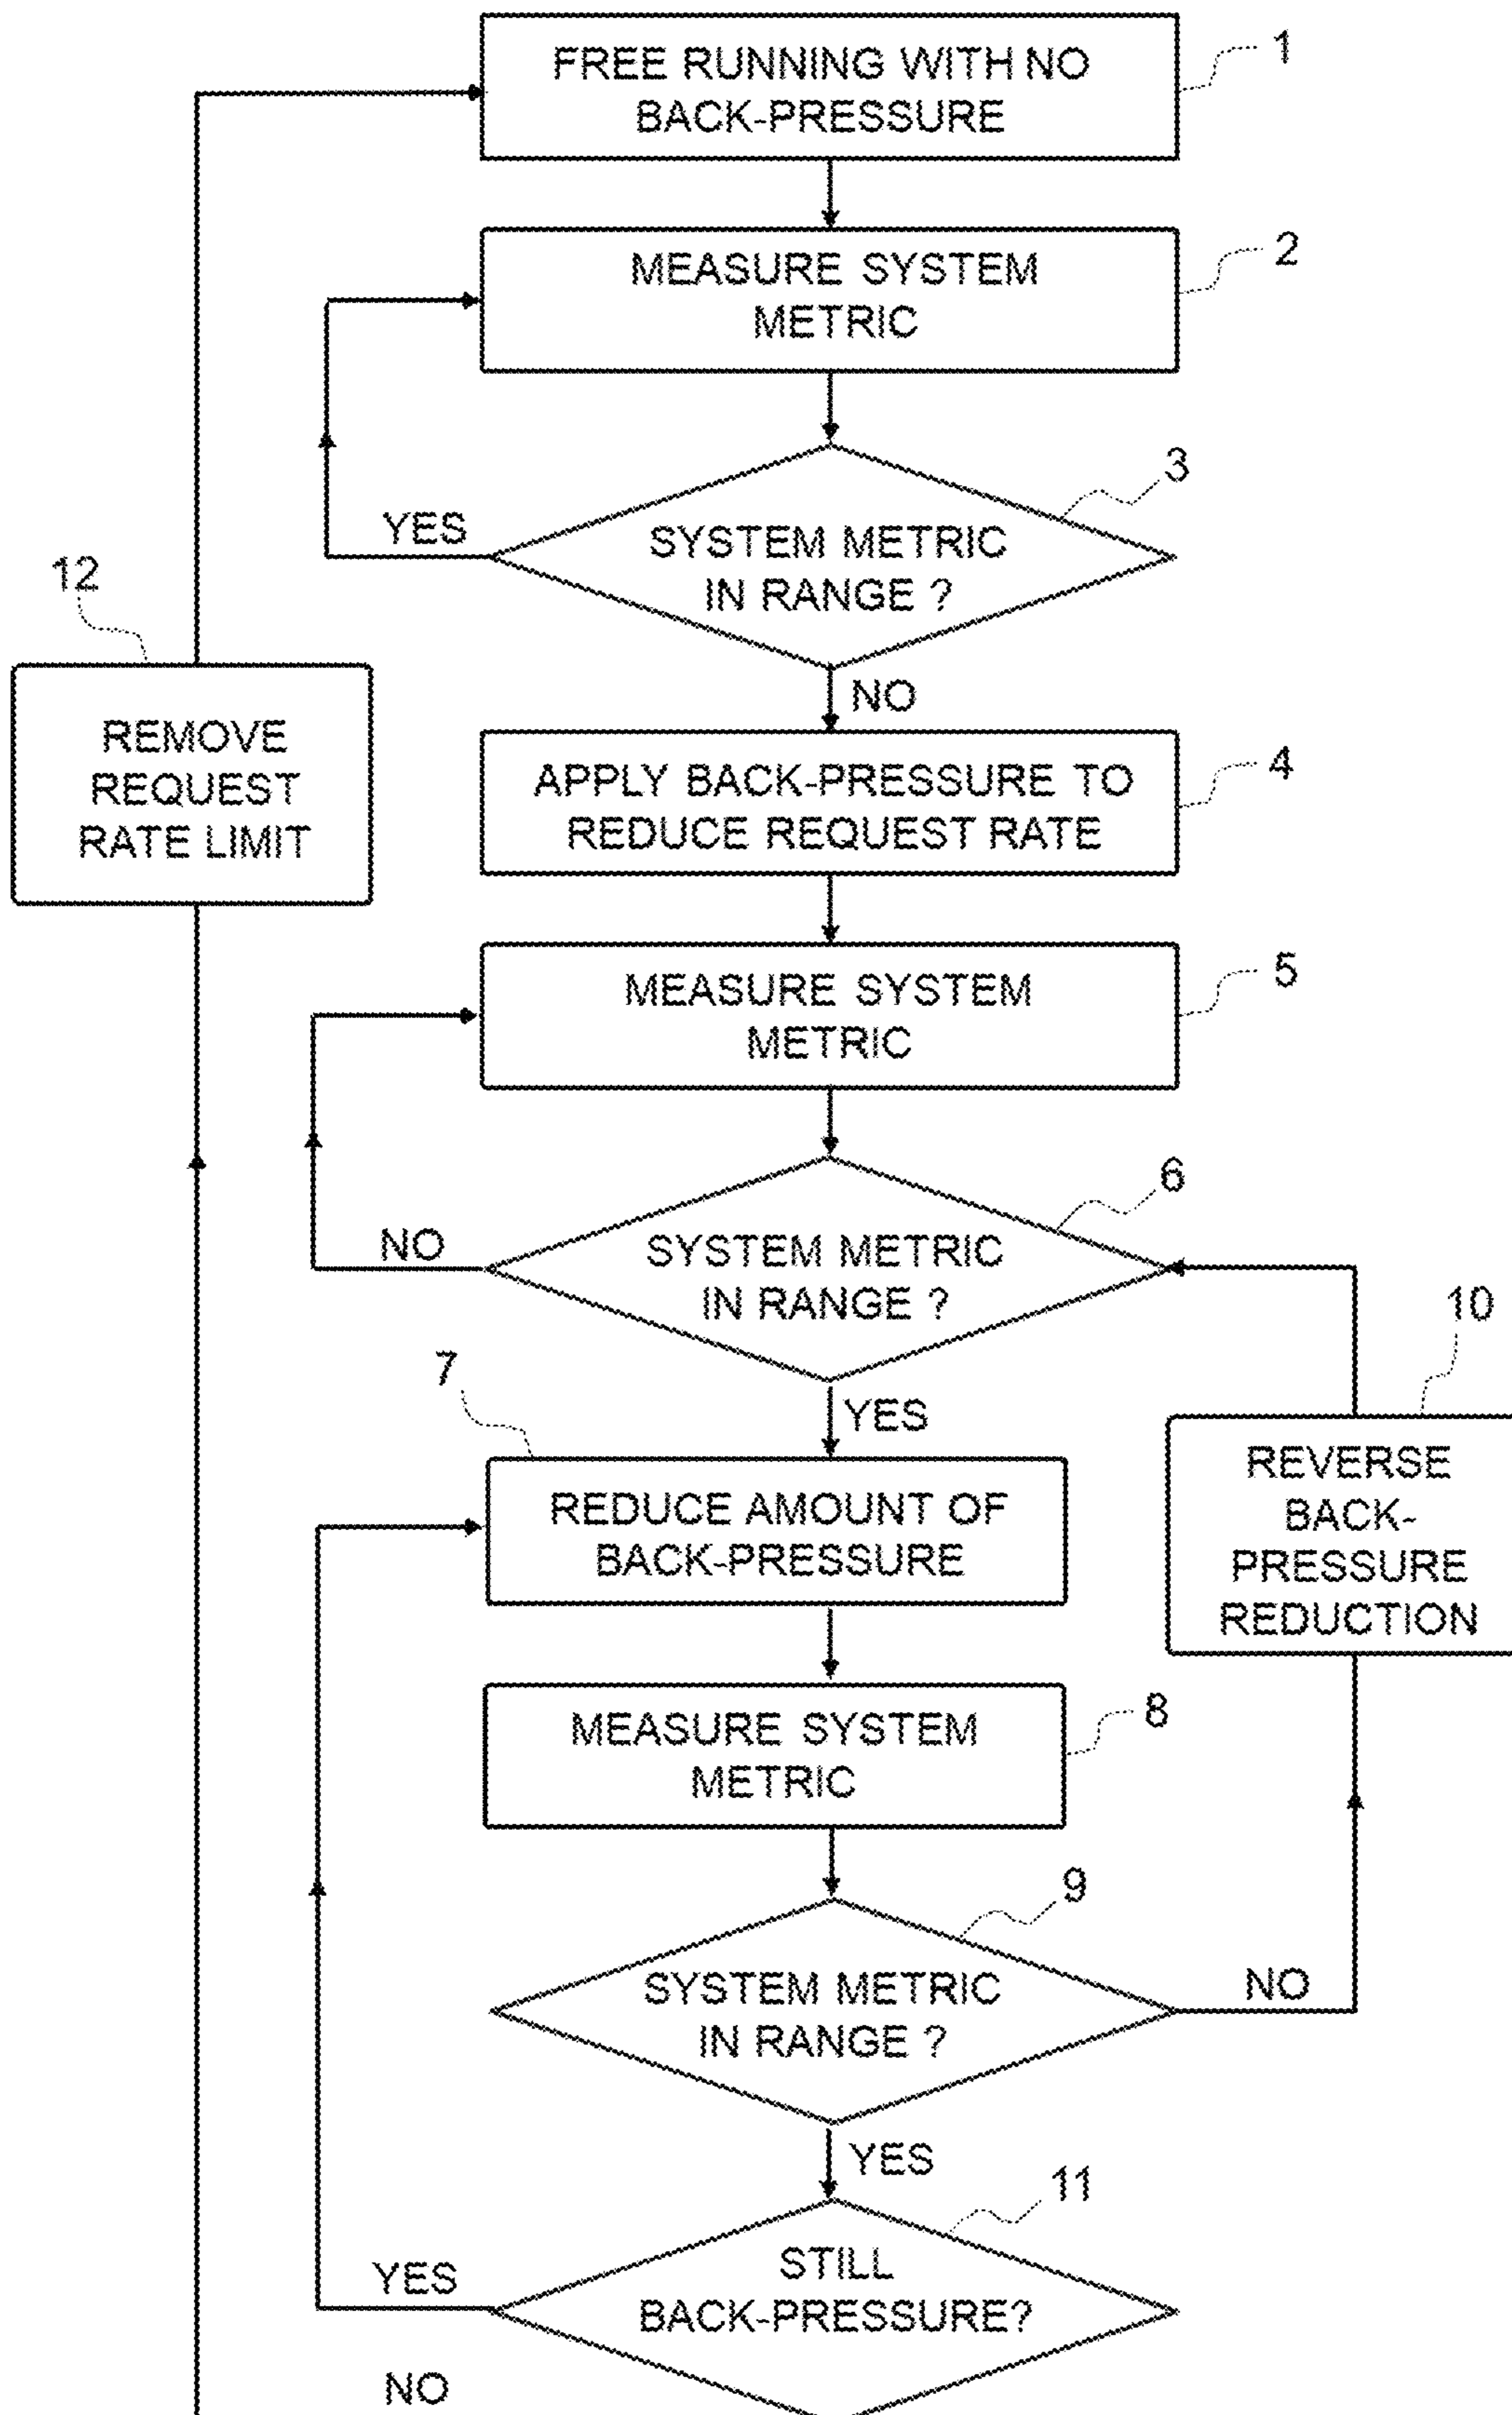 FREE RUNNING WITH NO
BACK-PRESSURE
1
MEASURE SYSTEM
METRIC
2
SYSTEM METRIC
IN RANGE ?
3
YES
12
NO
REMOVE
REQUEST
RATE LIMIT
APPLY BACK-PRESSURE TO
REDUCE REQUEST RATE
4
MEASURE SYSTEM
METRIC
5
SYSTEM METRIC
IN RANGE ?
6
NO
10
7
YES
REDUCE AMOUNT OF
BACK-PRESSURE
REVERSE
BACK-
PRESSURE
REDUCTION
MEASURE SYSTEM
METRIC
8
9
SYSTEM METRIC
IN RANGE ?
NO
YES
11
STILL
BACK-PRESSURE?
YES
NO